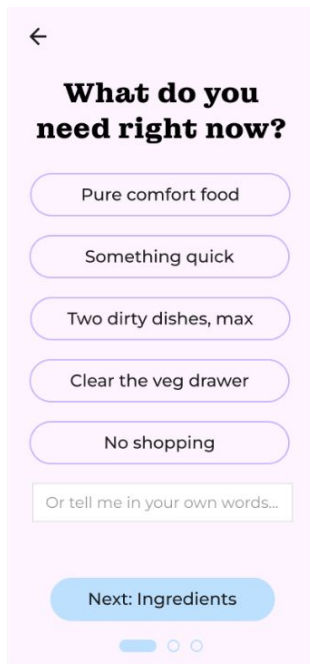 What do you
need right now?
Pure comfort food
Something quick
Two dirty dishes, max
Clear the veg drawer
No shopping
Or tell me in your own words...
Next: Ingredients